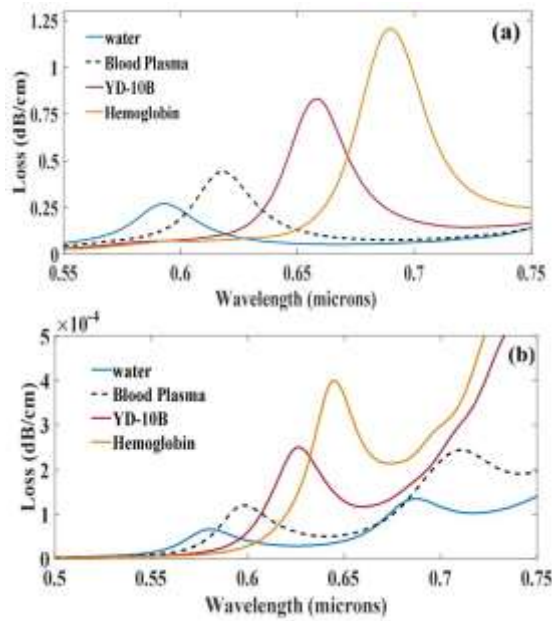 (a)
water
Blood Plasma
YD-10B
Hemoglobin
Loss (dB/cm)
1.25
1
0.75
0.5
0.25
0
0.55 0.6 0.65 0.7 0.75
Wavelength (microns)
×10-4
(b)
water
Blood Plasma
YD-10B
Hemoglobin
Loss (dB/cm)
5
4
3
2
1
0
0.5 0.55 0.6 0.65 0.7 0.75
Wavelength (microns)